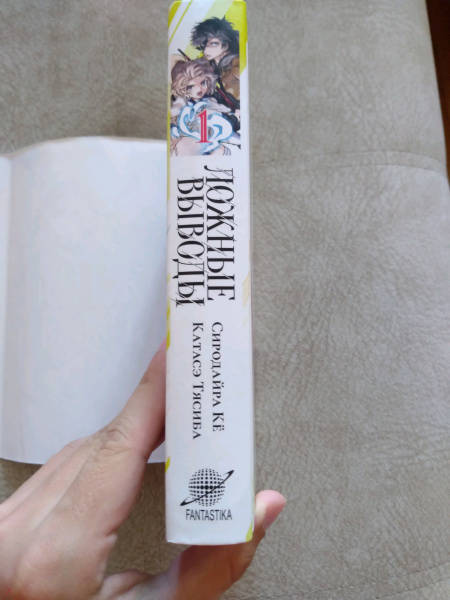 1
ЛОЖНЫЕ
ВЫВОДЫ
Сиродайра Кё
Катасэ Тясиба
FANTASTIKA